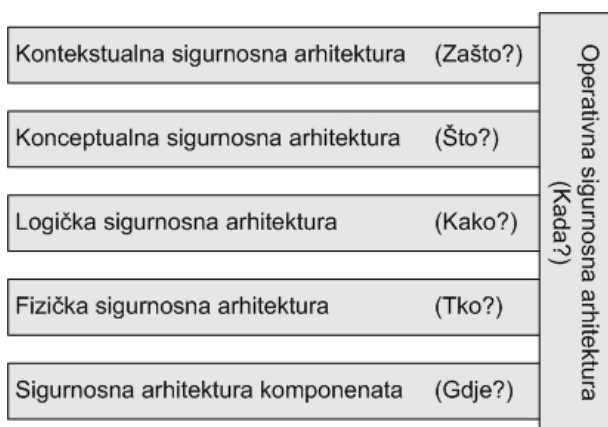 Kontekstualna sigurnosna arhitektura (Zašto?)
Konceptualna sigurnosna arhitektura (Što?)
Logička sigurnosna arhitektura (Kako?)
Fizička sigurnosna arhitektura (Tko?)
Sigurnosna arhitektura komponenata (Gdje?)
Operativna sigurnosna arhitektura
(Kada?)